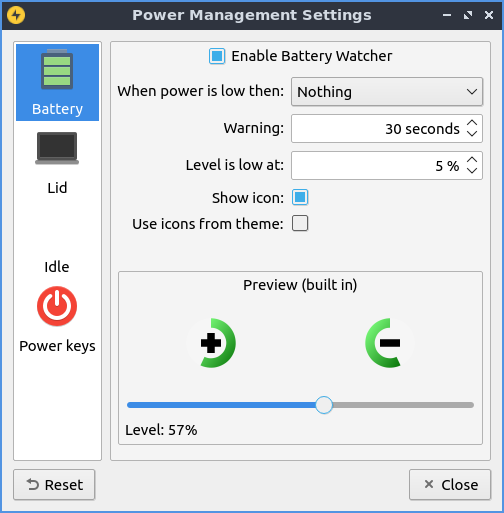 Power Management Settings
Battery
Lid
Idle
Power keys
Enable Battery Watcher
When power is low then: Nothing
Warning: 30 seconds
Level is low at: 5 %
Show icon:
Use icons from theme:
Preview (built in)
Level: 57%
Reset
Close